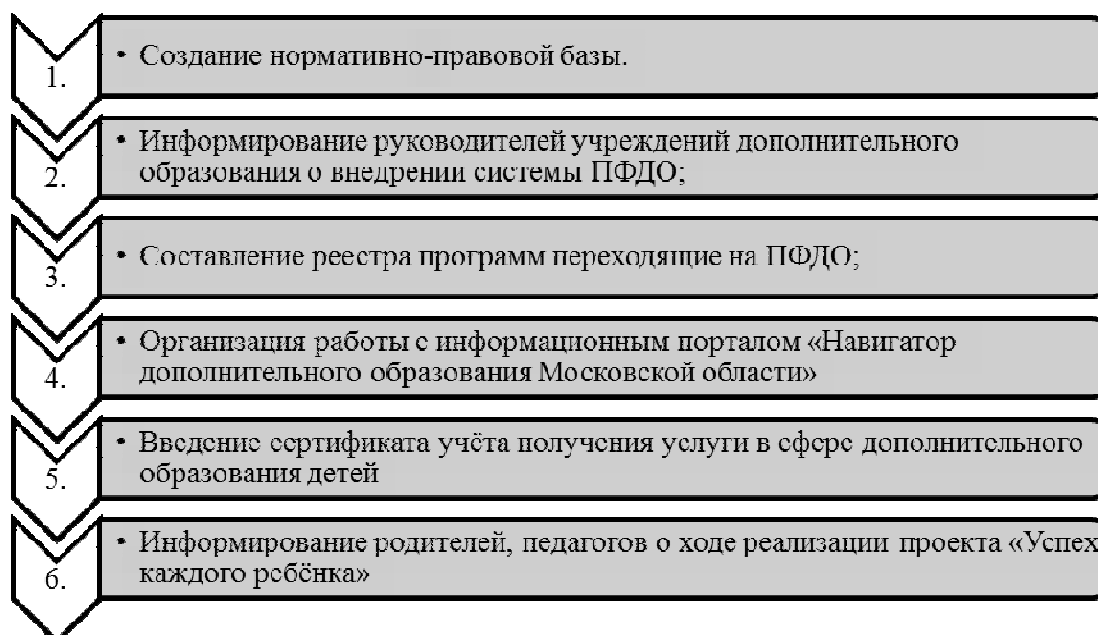 1.
• Создание нормативно-правовой базы.
2.
• Информирование руководителей учреждений дополнительного
образования о внедрении системы ПФДО;
3.
• Составление реестра программ переходящие на ПФДО;
4.
• Организация работы с информационным порталом «Навигатор
дополнительного образования Московской области»
5.
• Введение сертификата учёта получения услуги в сфере дополнительного
образования детей
6.
• Информирование родителей, педагогов о ходе реализации проекта «Успех
каждого ребёнка»